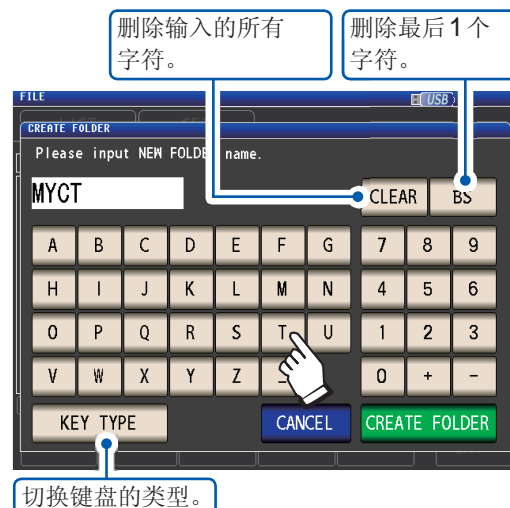 删除输入的所有
字符。
删除最后1个
字符。
FILE
USB
CREATE FOLDER
Please input NEW FOLDE name.
MYCT
CLEAR BS
A B C D E F G 7 8 9
H I J K L M N 4 5 6
O P Q R S T U 1 2 3
V W X Y Z 0 + -
KEY TYPE CANCEL CREATE FOLDER
切换键盘的类型。